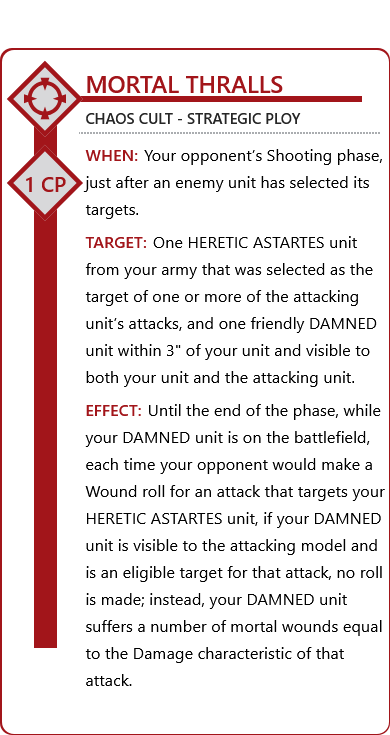 MORTAL THRALLS
CHAOS CULT - STRATEGIC PLOY
1 CP
WHEN: Your opponent's Shooting phase,
just after an enemy unit has selected its
targets.
TARGET: One HERETIC ASTARTES unit
from your army that was selected as the
target of one or more of the attacking
unit's attacks, and one friendly DAMNED
unit within 3" of your unit and visible to
both your unit and the attacking unit.
EFFECT: Until the end of the phase, while
your DAMNED unit is on the battlefield,
each time your opponent would make a
Wound roll for an attack that targets your
HERETIC ASTARTES unit, if your DAMNED
unit is visible to the attacking model and
is an eligible target for that attack, no roll
is made; instead, your DAMNED unit
suffers a number of mortal wounds equal
to the Damage characteristic of that
attack.